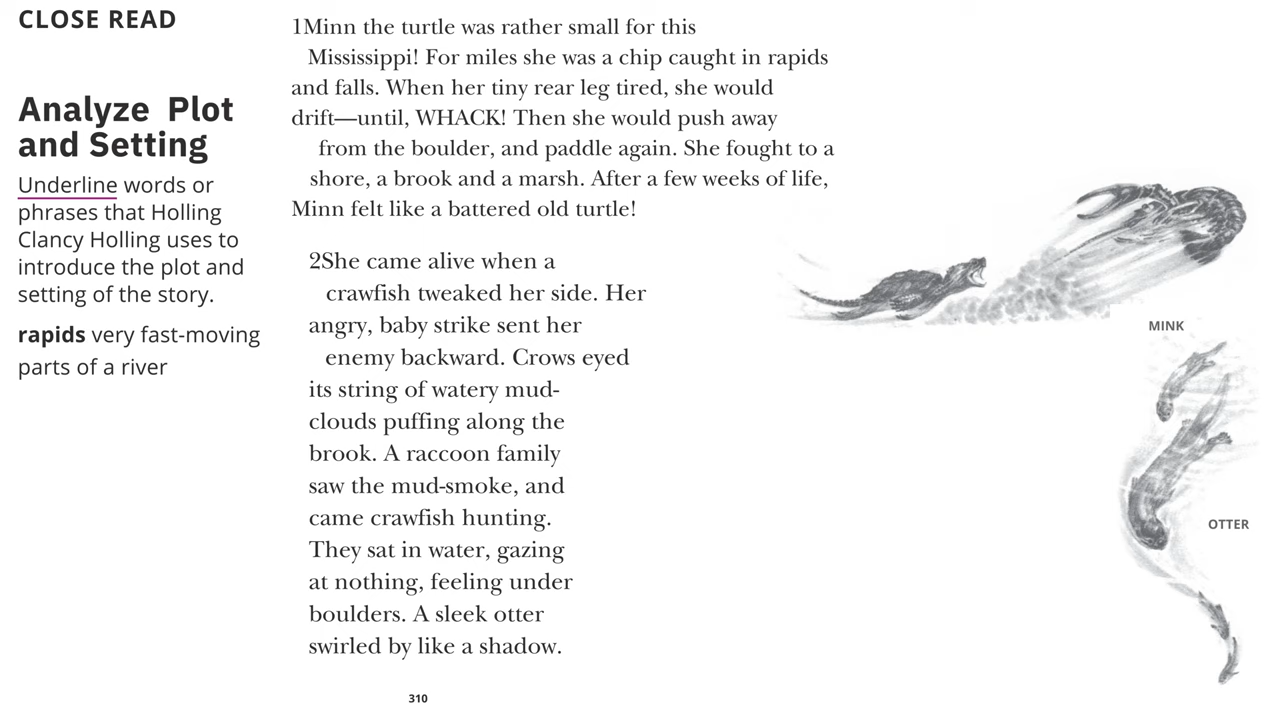 CLOSE READ
Analyze Plot
and Setting
Underline words or
phrases that Holling
Clancy Holling uses to
introduce the plot and
setting of the story.
rapids very fast-moving
parts of a river
1Minn the turtle was rather small for this
Mississippi! For miles she was a chip caught in rapids
and falls. When her tiny rear leg tired, she would
drift—until, WHACK! Then she would push away
from the boulder, and paddle again. She fought to a
shore, a brook and a marsh. After a few weeks of life,
Minn felt like a battered old turtle!
2She came alive when a
crawfish tweaked her side. Her
angry, baby strike sent her
enemy backward. Crows eyed
its string of watery mud-
clouds puffing along the
brook. A raccoon family
saw the mud-smoke, and
came crawfish hunting.
They sat in water, gazing
at nothing, feeling under
boulders. A sleek otter
swirled by like a shadow.
MINK
OTTER
310